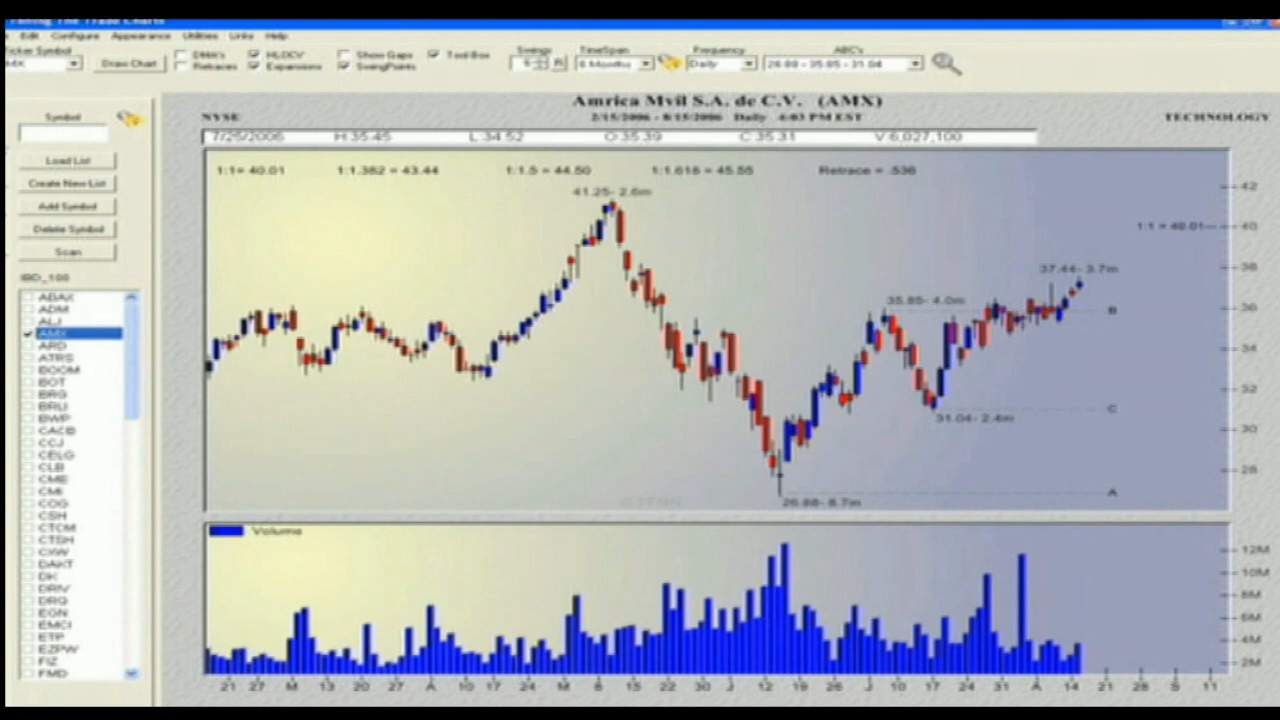 Edit Configure Appearance Utilities Links Help
Ticker Symbol
Draw Chart
DMA's HLOCV Show Gaps Tool Box
Retraces Expansions SwingPoints
Swings TimeSpan Frequency ABC's
6 Months Daily 26.88 - 35.85 - 31.04
Symbol
Load List
Create New List
Add Symbol
Delete Symbol
Scan
IBD_100
ABAX
ADM
ALJ
AMX
ARD
ATRS
BOOM
BOT
BRG
BRLI
BWP
CACB
CCJ
CELG
CLB
CME
CMI
COG
CSH
CTCM
CTSH
CXW
DAKT
DK
DRIV
DRQ
EGN
EMCI
ETP
EZPW
FIZ
FMD
Amrica Mvil S.A. de C.V. (AMX)
NYSE 2/15/2006 - 8/15/2006 Daily 4:03 PM EST TECHNOLOGY
7/25/2006 H:35.45 L:34.52 O:35.39 C:35.31 V:6,027,100
1:1= 40.01 1:1.382 = 43.44 1:1.5 = 44.50 1:1.618 = 45.55 Retrace = .536
41.25- 2.6m
1:1 = 40.01
37.44- 3.7m
35.85- 4.0m
B
C
31.04- 2.4m
A
26.88- 8.7m
42
40
38
36
34
32
30
28
Volume
12M
10M
8M
6M
4M
2M
21 27 M 13 20 27 A 10 17 24 M 8 15 22 30 J 12 19 26 J 10 17 24 31 A 14 21 28 S 11